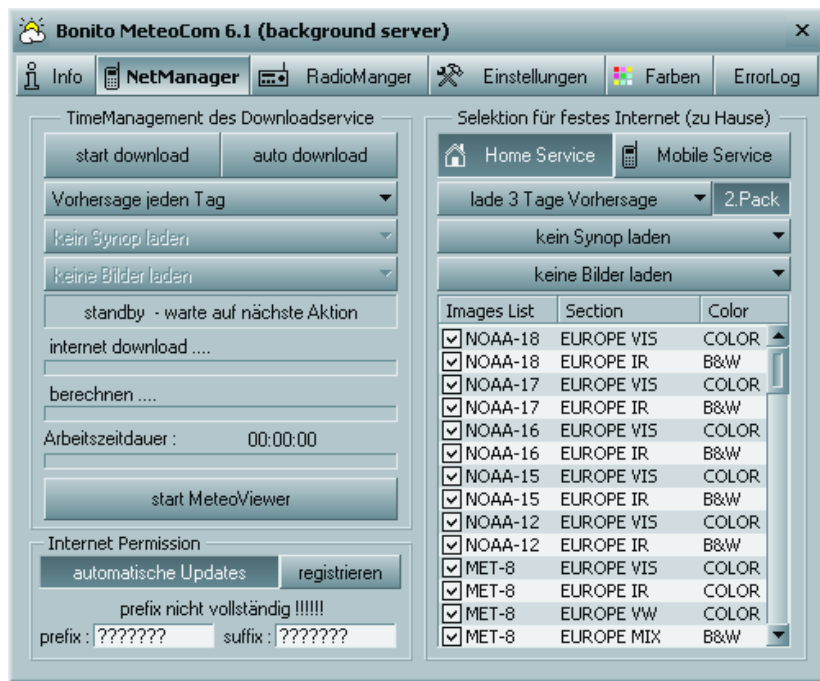 Bonito MeteoCom 6.1 (background server)
Info NetManager RadioManger Einstellungen Farben ErrorLog
TimeManagement des Downloadservice
start download auto download
Vorhersage jeden Tag
kein Synop laden
keine Bilder laden
standby - warte auf nächste Aktion
internet download ....
berechnen ....
Arbeitszeitdauer : 00:00:00
start MeteoViewer
Internet Permission
automatische Updates registrieren
prefix nicht vollständig !!!!!!
prefix : ??????? suffix : ???????
Selektion für festes Internet (zu Hause)
Home Service Mobile Service
lade 3 Tage Vorhersage 2.Pack
kein Synop laden
keine Bilder laden
Images List Section Color
NOAA-18 EUROPE VIS COLOR
NOAA-18 EUROPE IR B&W
NOAA-17 EUROPE VIS COLOR
NOAA-17 EUROPE IR B&W
NOAA-16 EUROPE VIS COLOR
NOAA-16 EUROPE IR B&W
NOAA-15 EUROPE VIS COLOR
NOAA-15 EUROPE IR B&W
NOAA-12 EUROPE VIS COLOR
NOAA-12 EUROPE IR B&W
MET-8 EUROPE VIS COLOR
MET-8 EUROPE IR COLOR
MET-8 EUROPE VW COLOR
MET-8 EUROPE MIX B&W